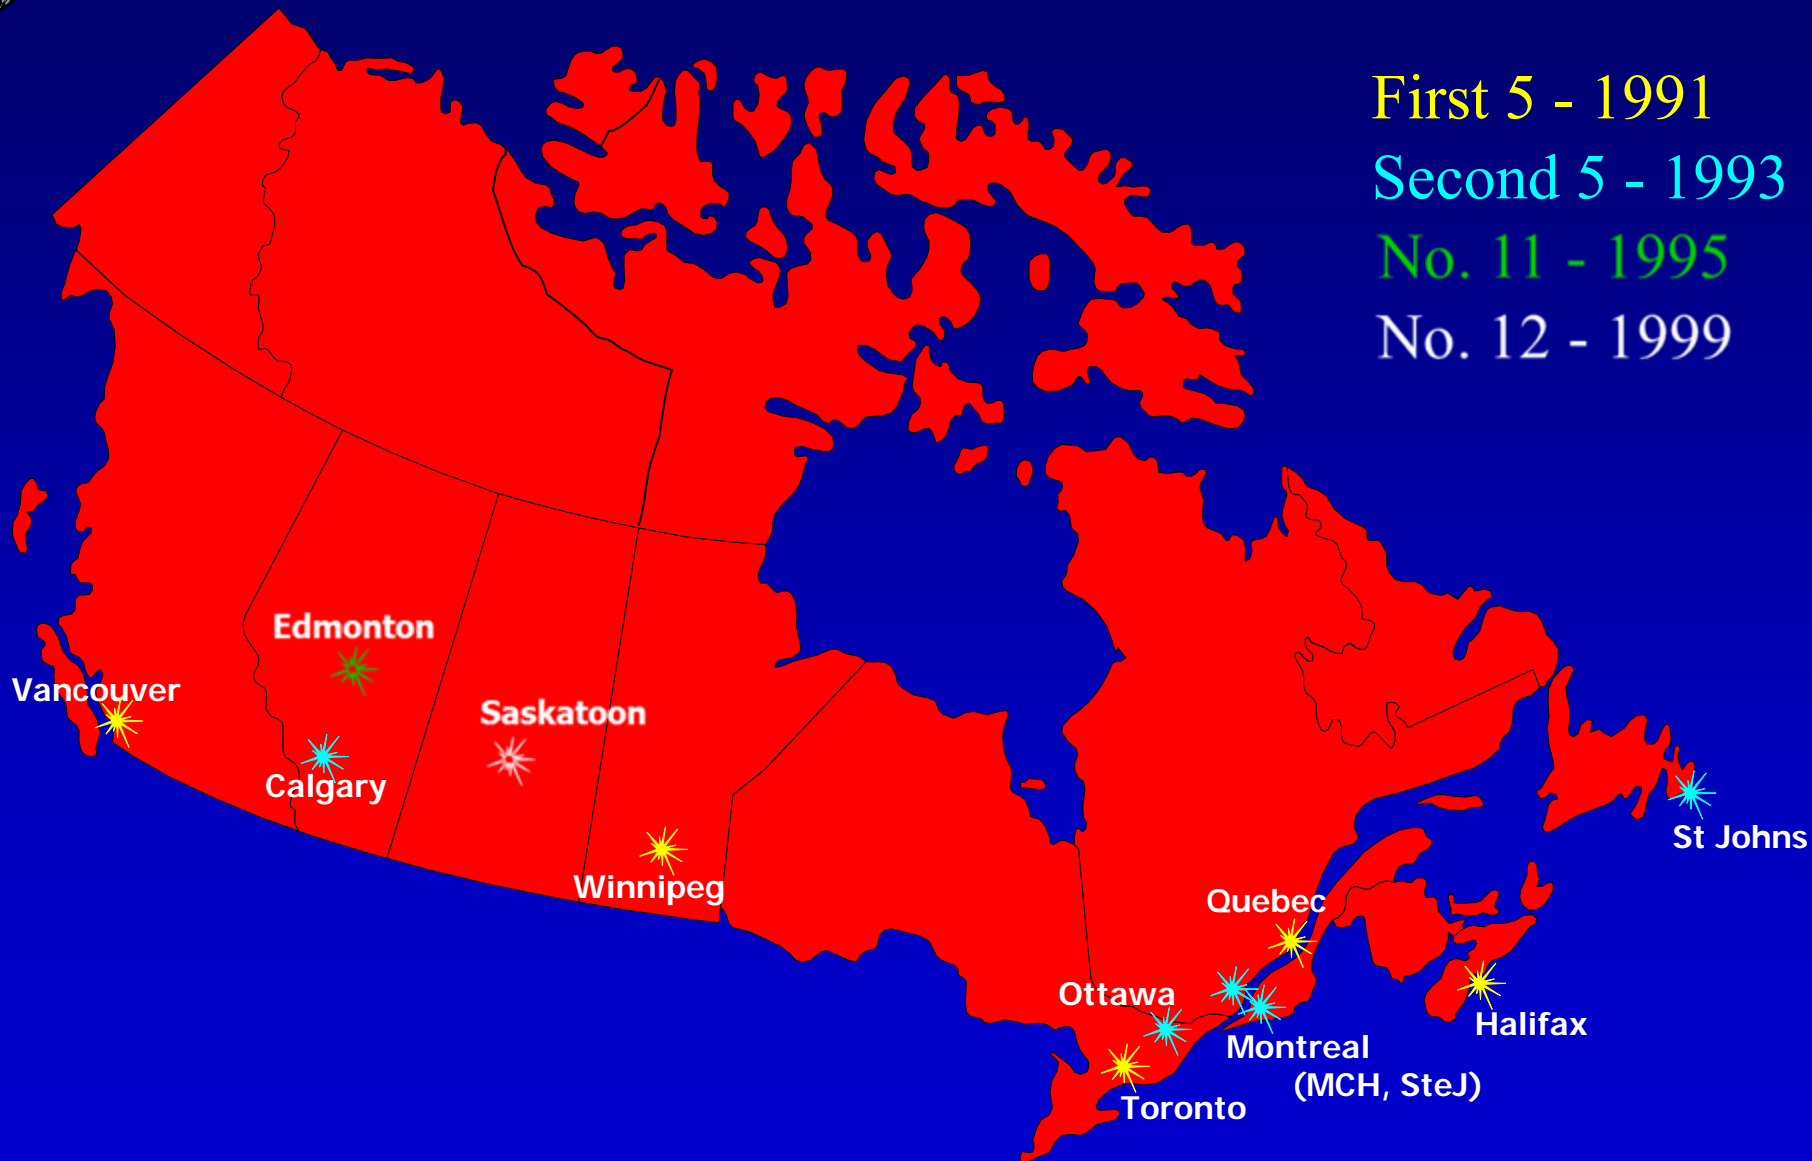 First 5 - 1991
Second 5 - 1993
No. 11 - 1995
No. 12 - 1999
Edmonton
Vancouver
Saskatoon
Calgary
St Johns
Winnipeg
Quebec
Ottawa
Halifax
Montreal
(MCH, SteJ)
Toronto